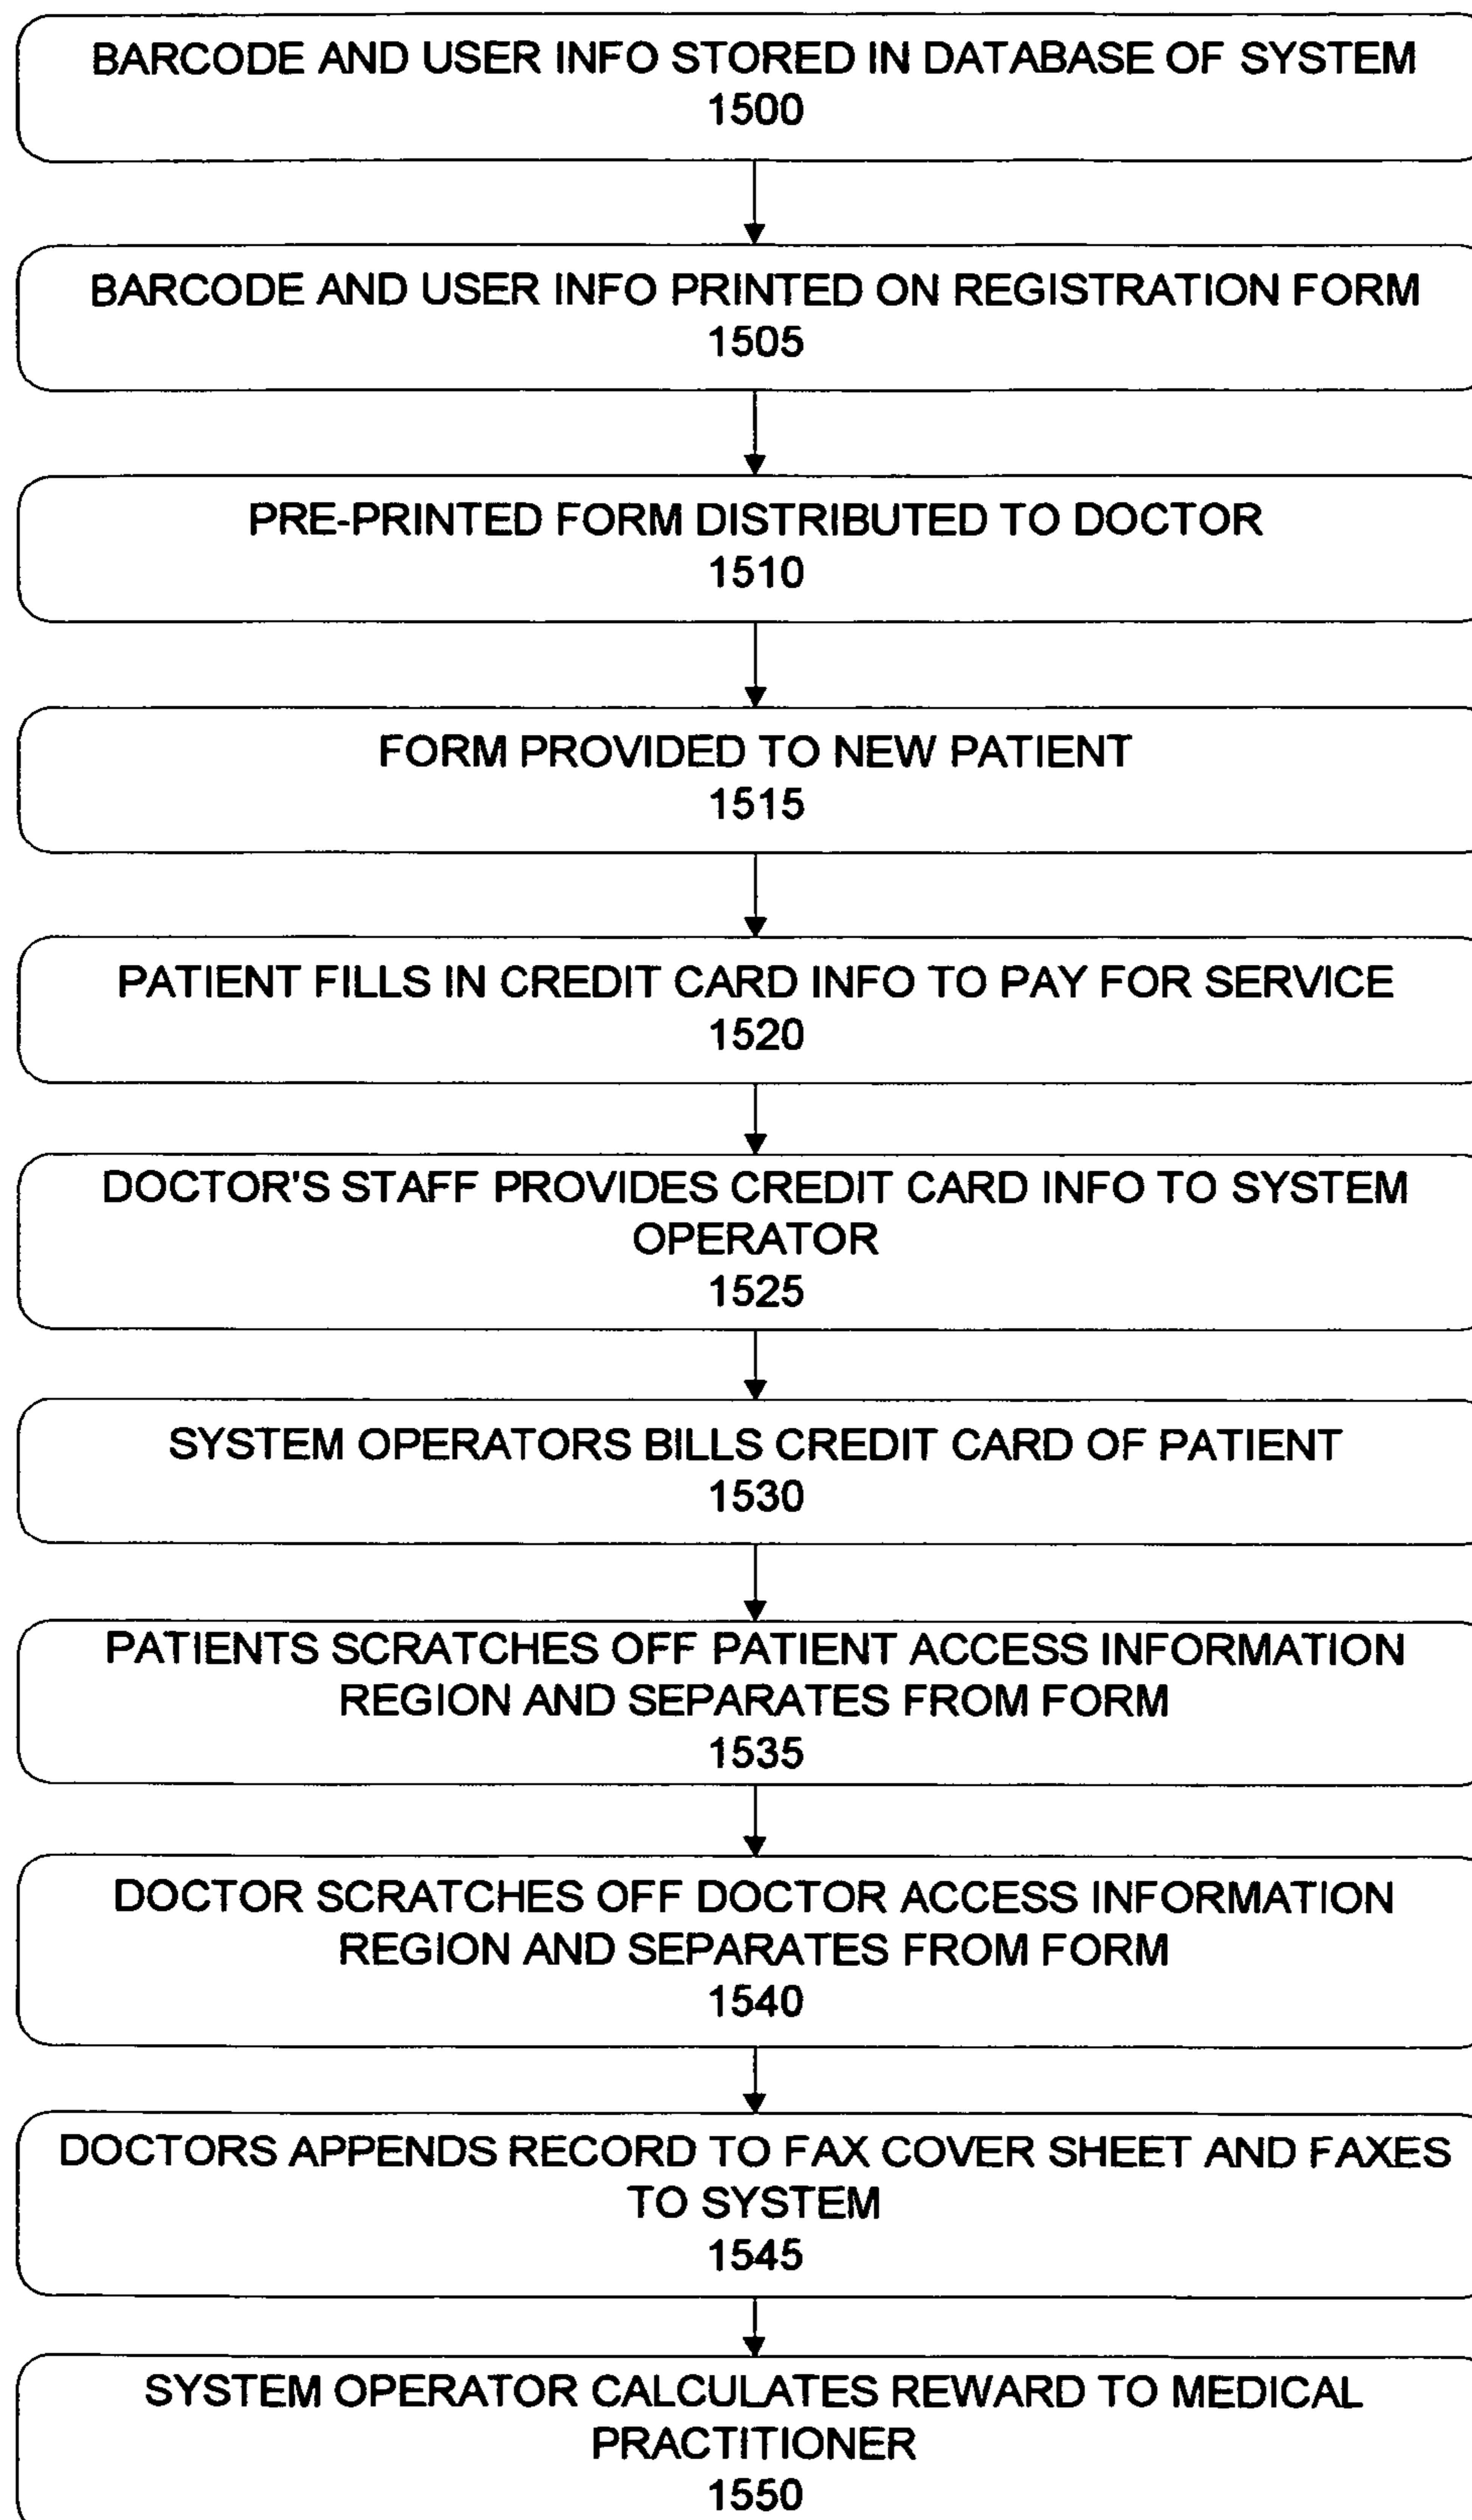 BARCODE AND USER INFO STORED IN DATABASE OF SYSTEM
1500
BARCODE AND USER INFO PRINTED ON REGISTRATION FORM
1505
PRE-PRINTED FORM DISTRIBUTED TO DOCTOR
1510
FORM PROVIDED TO NEW PATIENT
1515
PATIENT FILLS IN CREDIT CARD INFO TO PAY FOR SERVICE
1520
DOCTOR'S STAFF PROVIDES CREDIT CARD INFO TO SYSTEM
OPERATOR
1525
SYSTEM OPERATORS BILLS CREDIT CARD OF PATIENT
1530
PATIENTS SCRATCHES OFF PATIENT ACCESS INFORMATION
REGION AND SEPARATES FROM FORM
1535
DOCTOR SCRATCHES OFF DOCTOR ACCESS INFORMATION
REGION AND SEPARATES FROM FORM
1540
DOCTORS APPENDS RECORD TO FAX COVER SHEET AND FAXES
TO SYSTEM
1545
SYSTEM OPERATOR CALCULATES REWARD TO MEDICAL
PRACTITIONER
1550